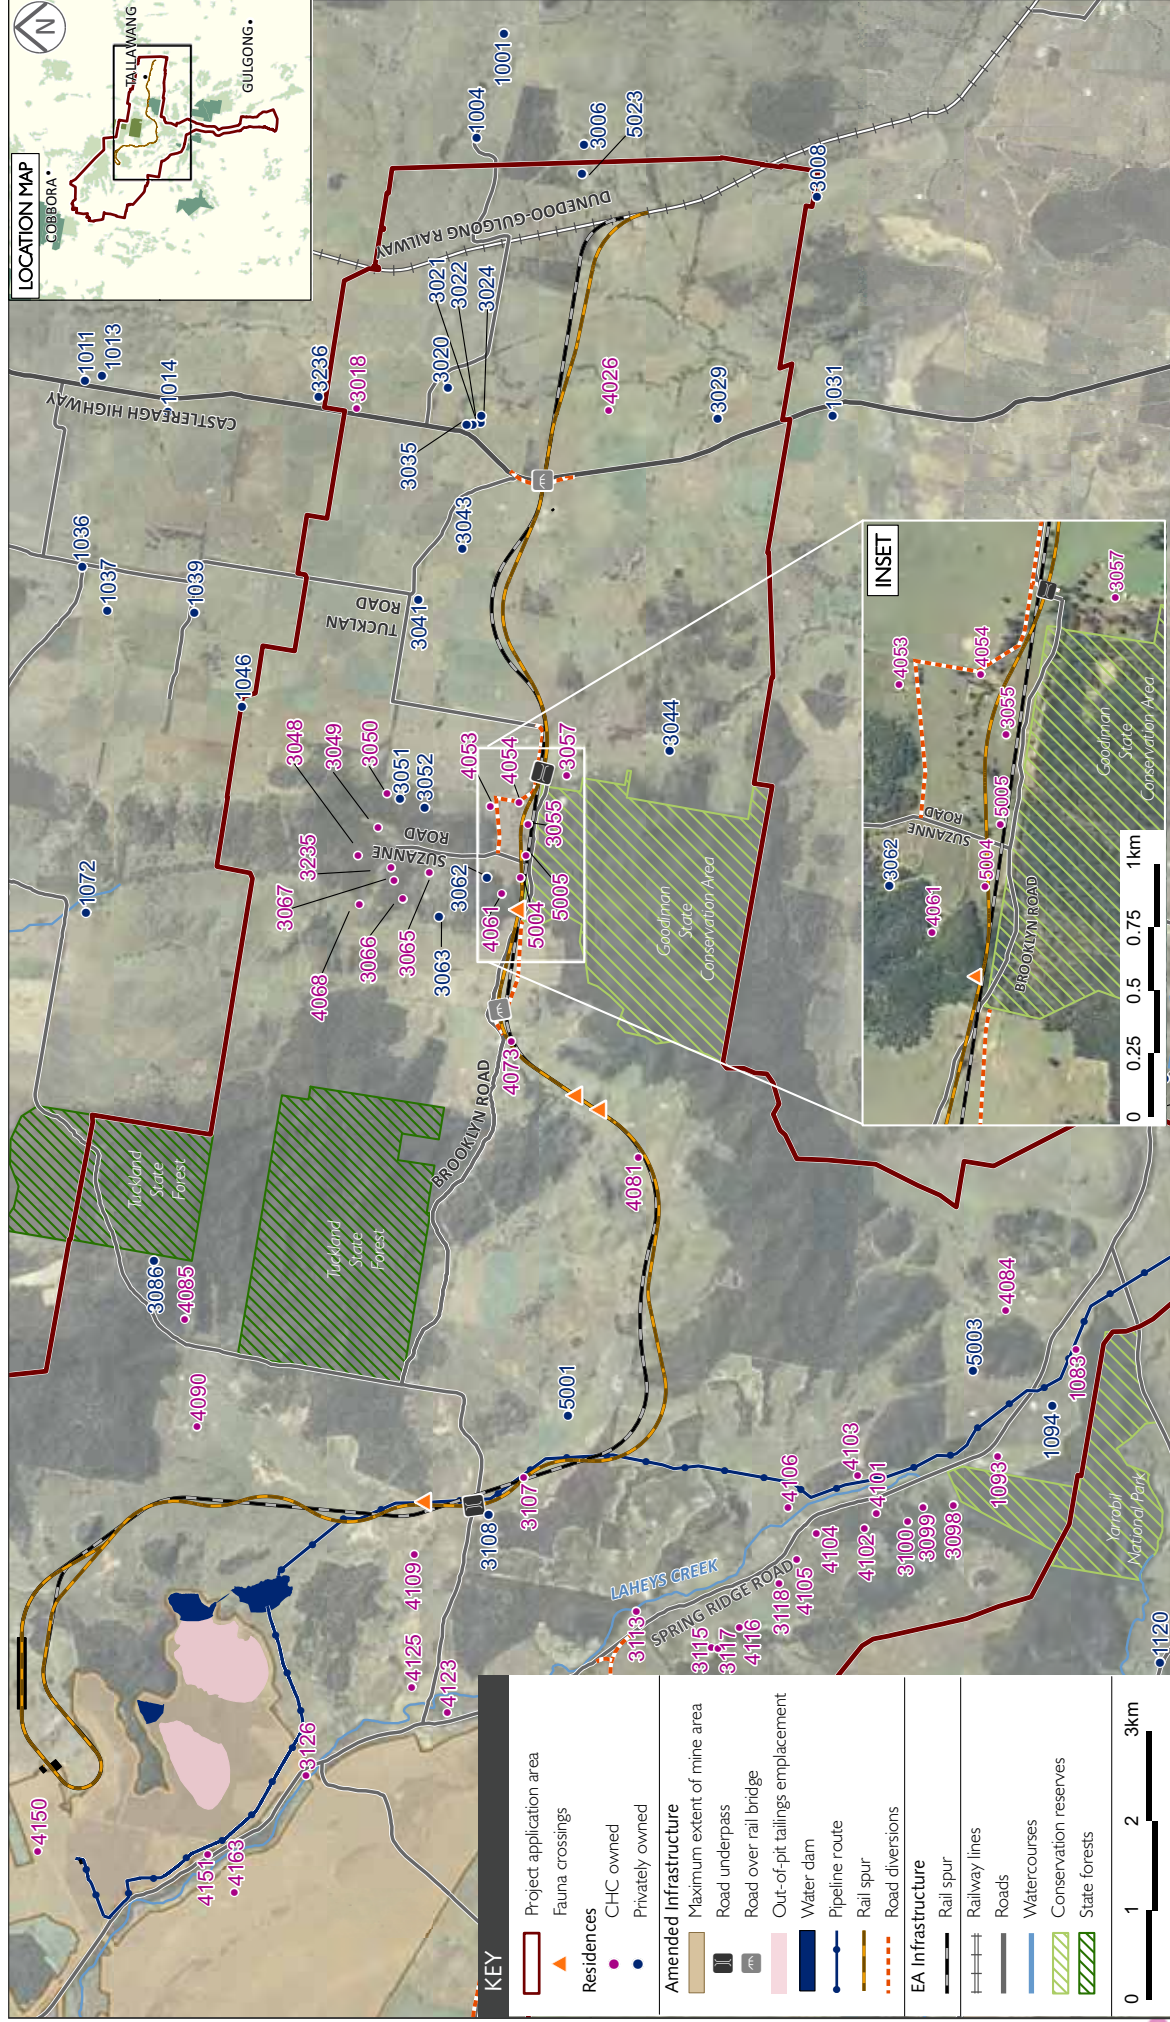 N
LOCATION MAP
COBBORA
TALLAWANG
GULGONG
1001
1004
3006
5023
3008
DUNEDOO-GULGONG RAILWAY
3021
3022
3024
3020
3035
1011
1013
1014
CASTLEREAGH HIGHWAY
3236
3018
4026
3029
1031
3043
1036
1037
1039
TUCKLAN
ROAD
3041
1046
3044
3048
3049
3050
3051
3052
3235
3067
4068
3066
3065
3063
3062
SUZANNE
ROAD
4053
4054
3057
3055
5005
5004
4061
1072
Goodiman
State
Conservation Area
4073
BROOKLYN ROAD
4081
Tuckland
State
Forest
Tuckland
State
Forest
3086
4085
4090
5001
3107
3108
4109
4125
4123
3126
4150
4151
4163
4084
5003
1083
1094
1093
4103
4101
4106
4104
4102
3100
3099
3098
4105
3118
4116
3117
3115
3113
LAHEYS CREEK
SPRING RIDGE ROAD
Yarrobil
National Park
1120
INSET
4053
4054
3057
3055
5005
5004
3062
4061
SUZANNE
ROAD
BROOKLYN ROAD
Goodiman
State
Conservation Area
0
0.25
0.5
0.75
1km
KEY
Project application area
Fauna crossings
Residences
CHC owned
Privately owned
Amended Infrastructure
Maximum extent of mine area
Road underpass
Road over rail bridge
Out-of-pit tailings emplacement
Water dam
Pipeline route
Rail spur
Road diversions
EA Infrastructure
Rail spur
Railway lines
Roads
Watercourses
Conservation reserves
State forests
0
1
2
3km